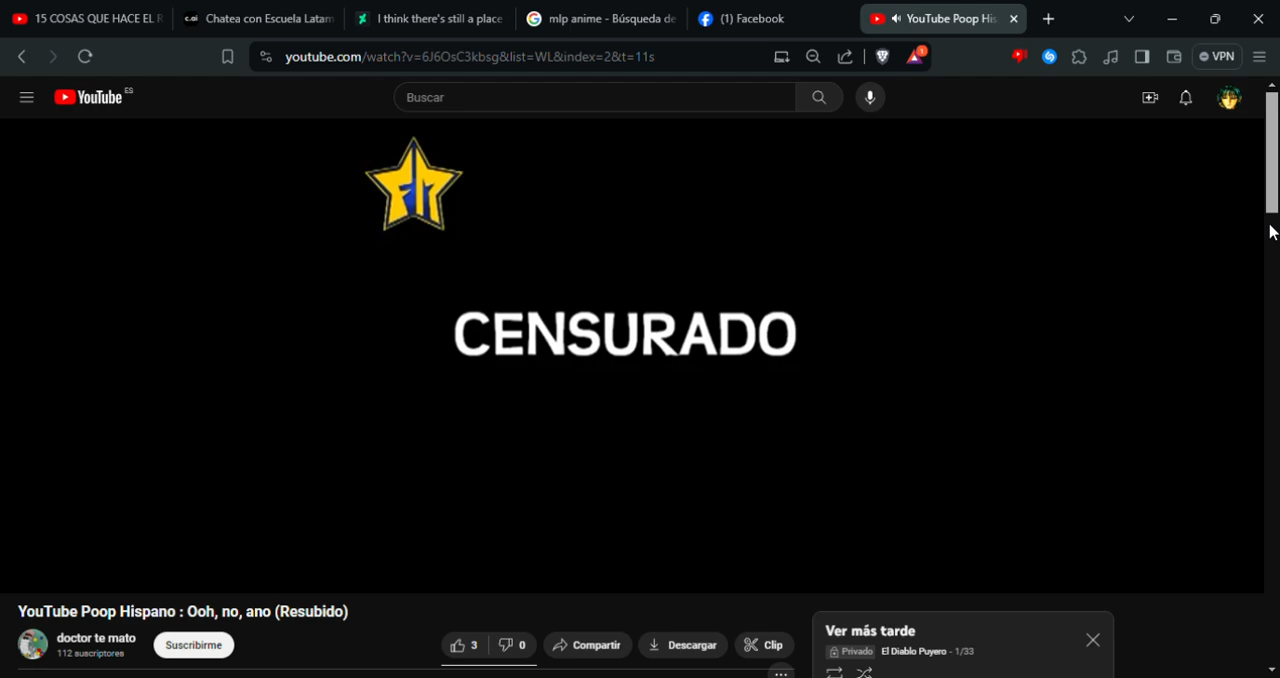 15 COSAS QUE HACE EL R
c.ai Chatea con Escuela Latam
I think there's still a place
mlp anime - Búsqueda de
(1) Facebook
YouTube Poop His
youtube.com/watch?v=6J6OsC3kbsg&list=WL&index=2&t=11s
1
VPN
YouTube ES
Buscar
FM
CENSURADO
YouTube Poop Hispano : Ooh, no, ano (Resubido)
doctor te mato
112 suscriptores
Suscribirme
3
0
Compartir
Descargar
Clip
...
Ver más tarde
Privado El Diablo Puyero - 1/33